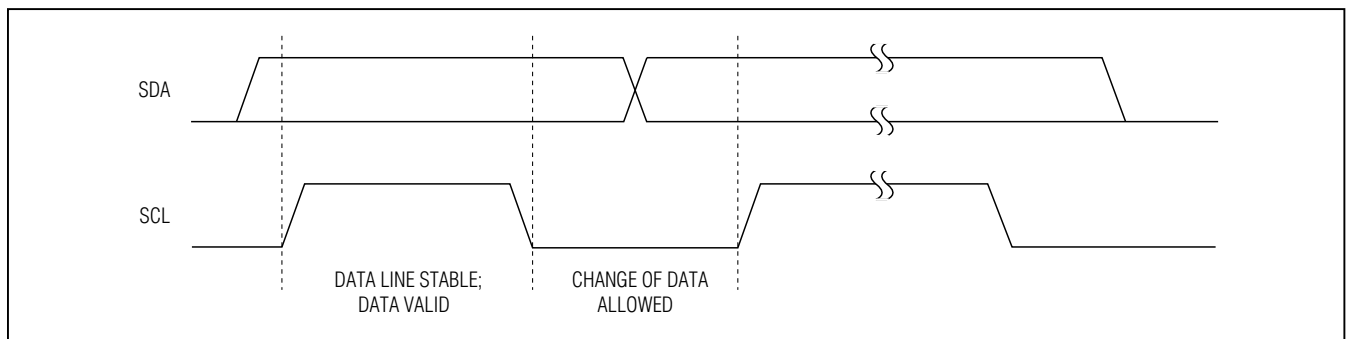 SDA
SCL
DATA LINE STABLE;
DATA VALID
CHANGE OF DATA
ALLOWED